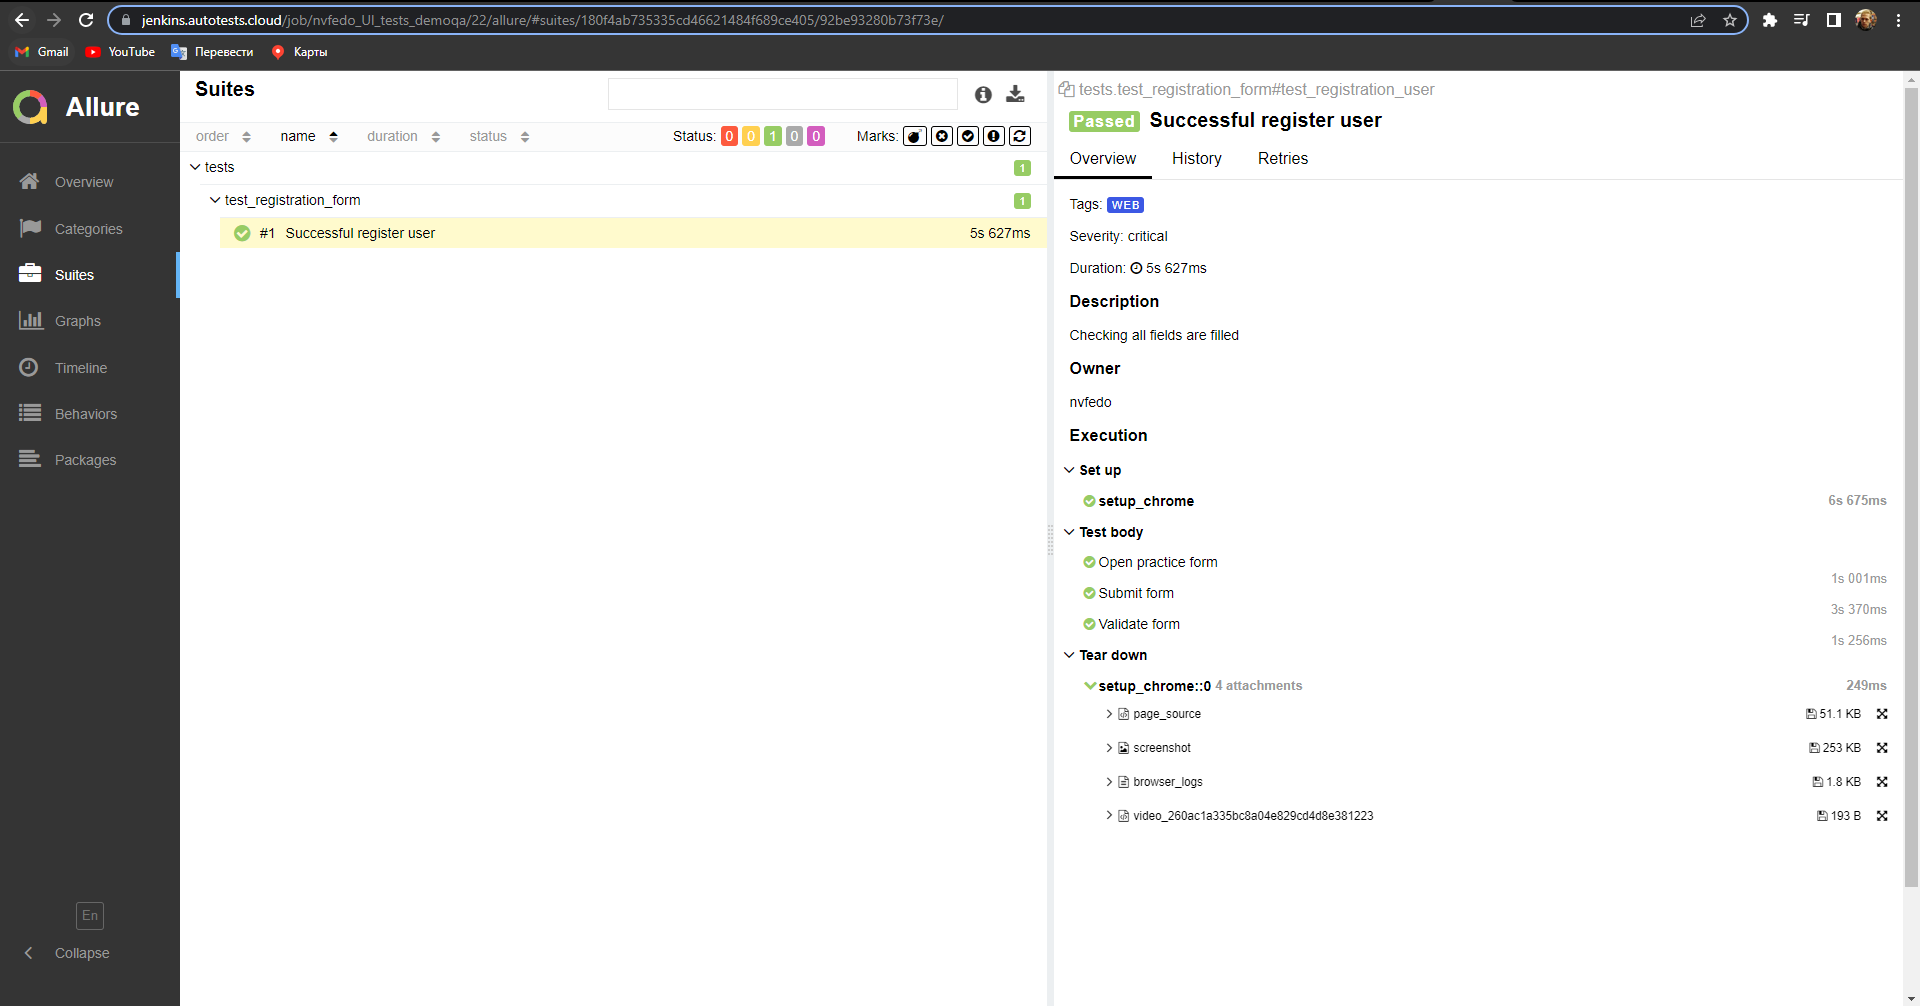 jenkins.autotests.cloud/job/nvfedo_UI_tests_demoqa/22/allure/#suites/180f4ab735335cd46621484f689ce405/92be93280b73f73e/
Gmail YouTube Перевести Карты
Allure
Overview
Categories
Suites
Graphs
Timeline
Behaviors
Packages
En
Collapse
Suites
order name duration status Status: 0 0 1 0 0 Marks:
tests 1
test_registration_form 1
#1 Successful register user 5s 627ms
tests.test_registration_form#test_registration_user
Passed Successful register user
Overview History Retries
Tags: WEB
Severity: critical
Duration: 5s 627ms
Description
Checking all fields are filled
Owner
nvfedo
Execution
Set up
setup_chrome 6s 675ms
Test body
Open practice form 1s 001ms
Submit form 3s 370ms
Validate form 1s 256ms
Tear down
setup_chrome::0 4 attachments 249ms
page_source 51.1 KB
screenshot 253 KB
browser_logs 1.8 KB
video_260ac1a335bc8a04e829cd4d8e381223 193 B